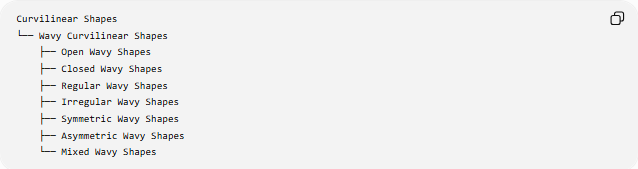 Curvilinear Shapes
└── Wavy Curvilinear Shapes
    ├── Open Wavy Shapes
    ├── Closed Wavy Shapes
    ├── Regular Wavy Shapes
    ├── Irregular Wavy Shapes
    ├── Symmetric Wavy Shapes
    ├── Asymmetric Wavy Shapes
    └── Mixed Wavy Shapes